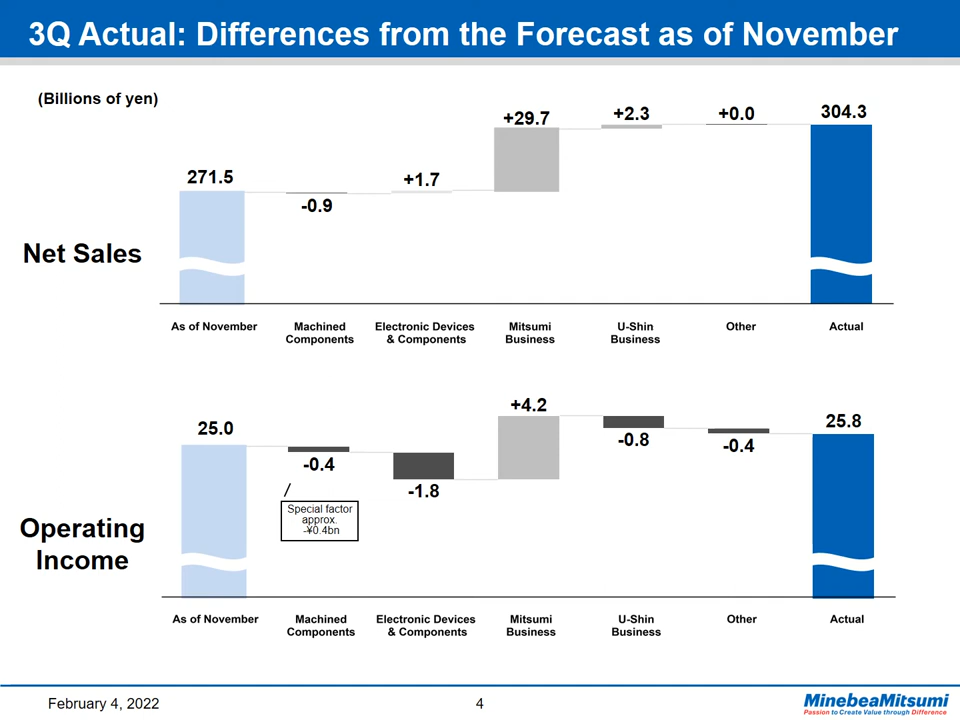 3Q Actual: Differences from the Forecast as of November
(Billions of yen)
Net Sales
271.5
-0.9
+1.7
+29.7
+2.3
+0.0
304.3
As of November
Machined
Components
Electronic Devices
& Components
Mitsumi
Business
U-Shin
Business
Other
Actual
Operating
Income
25.0
-0.4
Special factor
approx.
-¥0.4bn
-1.8
+4.2
-0.8
-0.4
25.8
As of November
Machined
Components
Electronic Devices
& Components
Mitsumi
Business
U-Shin
Business
Other
Actual
February 4, 2022
4
MinebeaMitsumi
Passion to Create Value through Difference